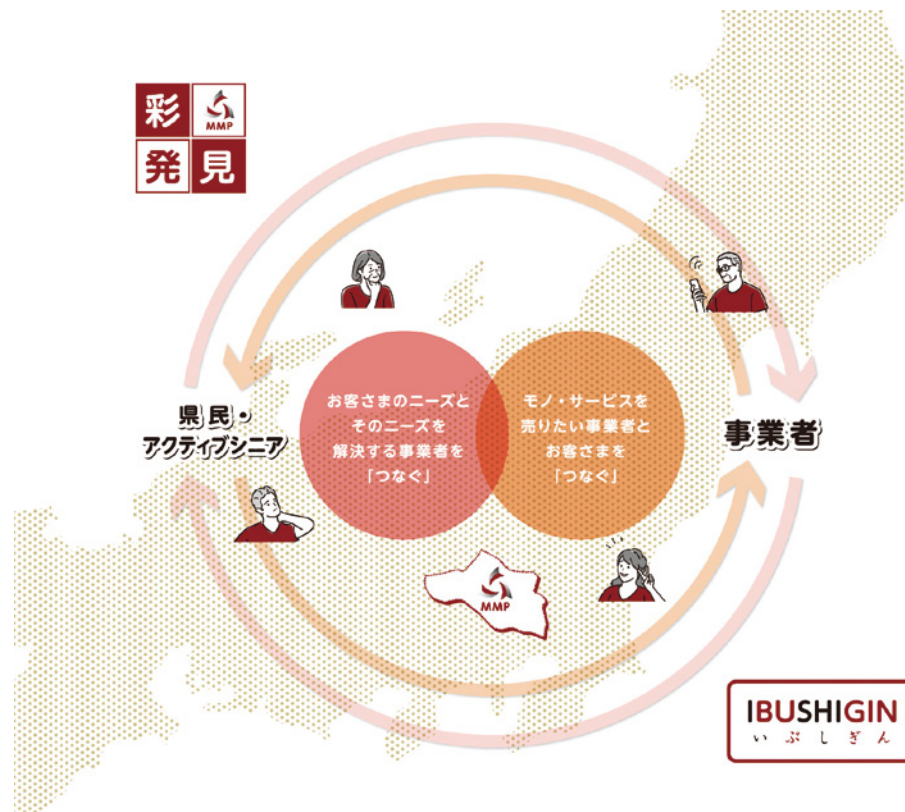 彩 MMP
発見
県民・
アクティブシニア
お客さまのニーズと
そのニーズを
解決する事業者を
「つなぐ」
モノ・サービスを
売りたい事業者と
お客さまを
「つなぐ」
事業者
MMP
IBUSHIGIN
いぶしぎん